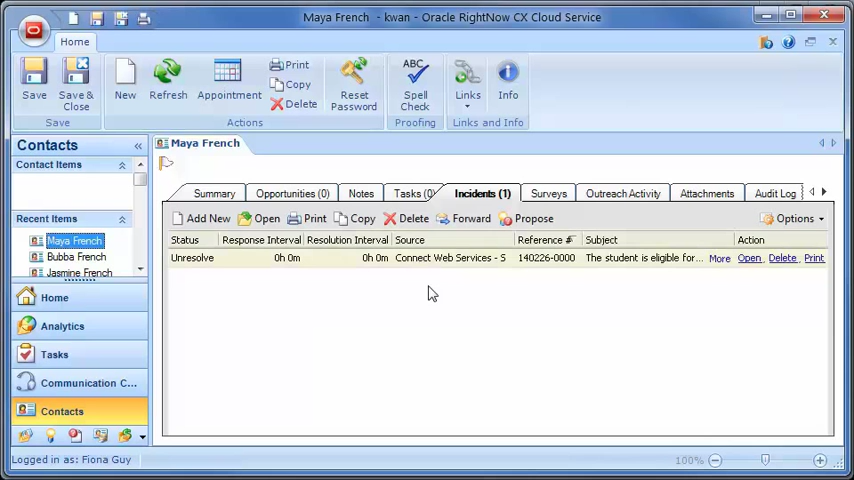 Maya French - kwan - Oracle RightNow CX Cloud Service
Home
Save
Save & Close
New
Refresh
Appointment
Print
Copy
Delete
Reset Password
ABC
Spell Check
Links
Info
Save
Actions
Proofing
Links and Info
Contacts
Contact Items
Recent Items
Maya French
Bubba French
Jasmine French
Home
Analytics
Tasks
Communication C...
Contacts
Maya French
Summary
Opportunities (0)
Notes
Tasks (0)
Incidents (1)
Surveys
Outreach Activity
Attachments
Audit Log
Add New
Open
Print
Copy
Delete
Forward
Propose
Options
Status Response Interval Resolution Interval Source Reference # Subject Action
Unresolve 0h 0m 0h 0m Connect Web Services - S 140226-0000 The student is eligible for... More Open, Delete, Print
Logged in as: Fiona Guy
100%